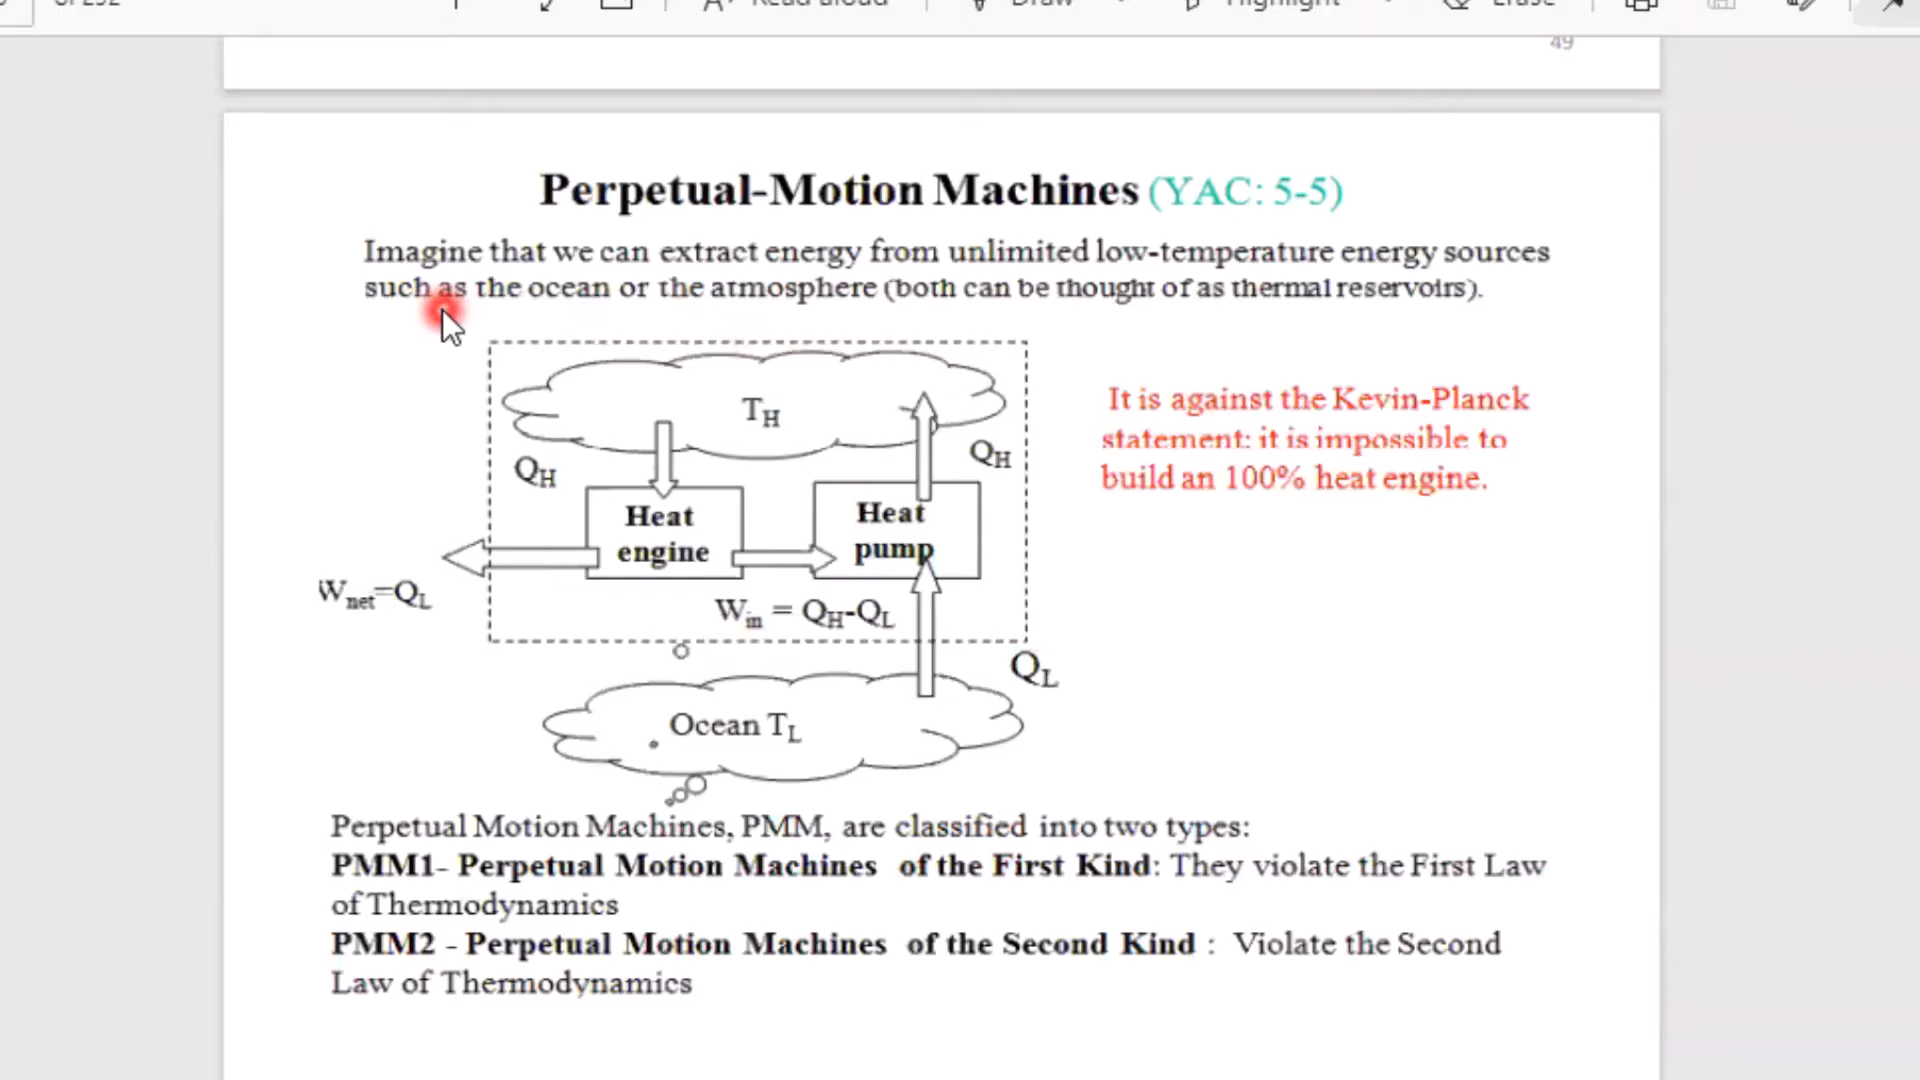 Read aloud Draw Highlight Erase
49
Perpetual-Motion Machines (YAC: 5-5)
Imagine that we can extract energy from unlimited low-temperature energy sources
such as the ocean or the atmosphere (both can be thought of as thermal reservoirs).
TH
QH
QH
It is against the Kevin-Planck
statement: it is impossible to
build an 100% heat engine.
Heat
engine
Heat
pump
Wnet=QL
Win = QH-QL
QL
Ocean TL
Perpetual Motion Machines, PMM, are classified into two types:
PMM1- Perpetual Motion Machines of the First Kind: They violate the First Law
of Thermodynamics
PMM2 - Perpetual Motion Machines of the Second Kind : Violate the Second
Law of Thermodynamics